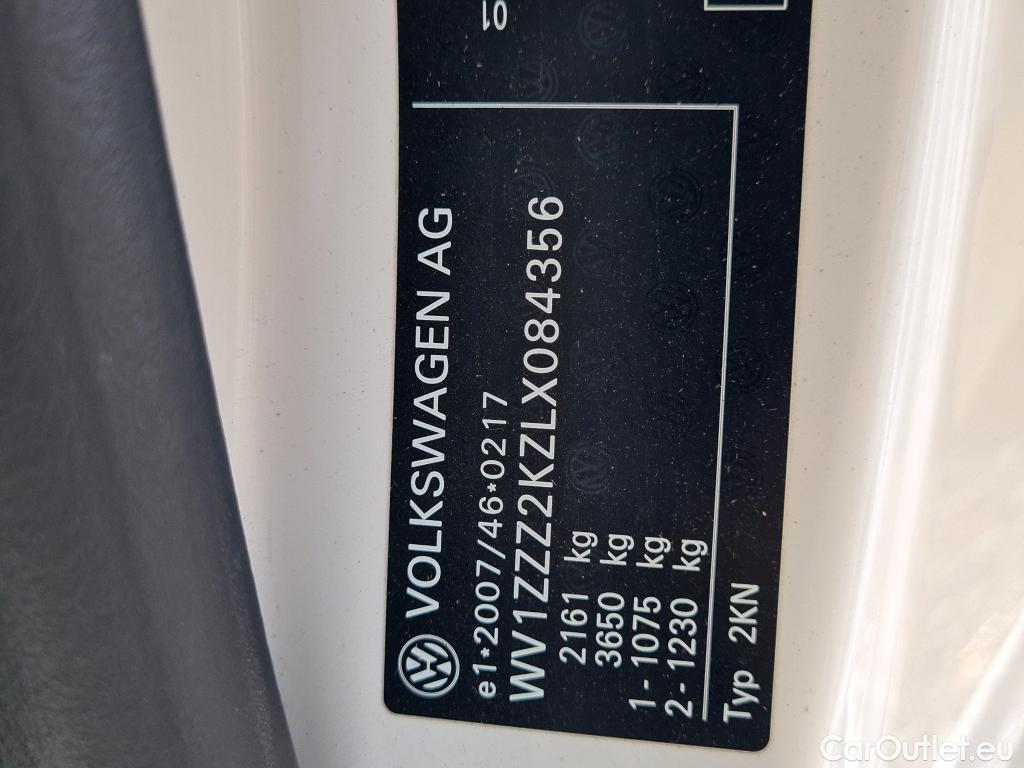 VOLKSWAGEN AG
e1*2007/46*0217
WV1ZZZ2KZLX084356
2161 kg
3650 kg
1 - 1075 kg
2 - 1230 kg
Typ 2KN
01
CarOutlet.eu